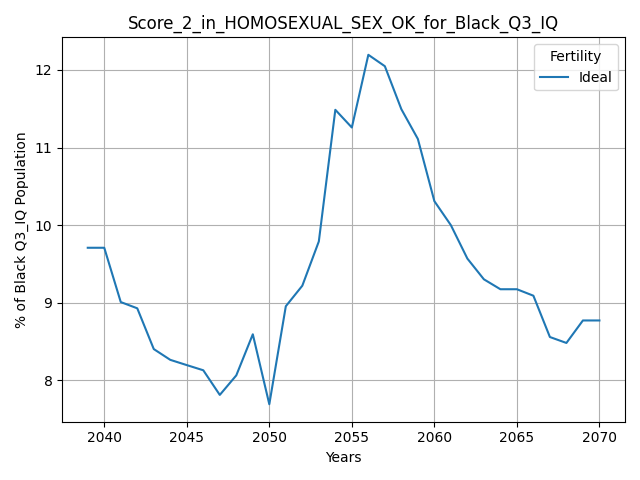 Score_2_in_HOMOSEXUAL_SEX_OK_for_Black_Q3_IQ
Fertility
Ideal
% of Black Q3_IQ Population
12
11
10
9
8
2040 2045 2050 2055 2060 2065 2070
Years